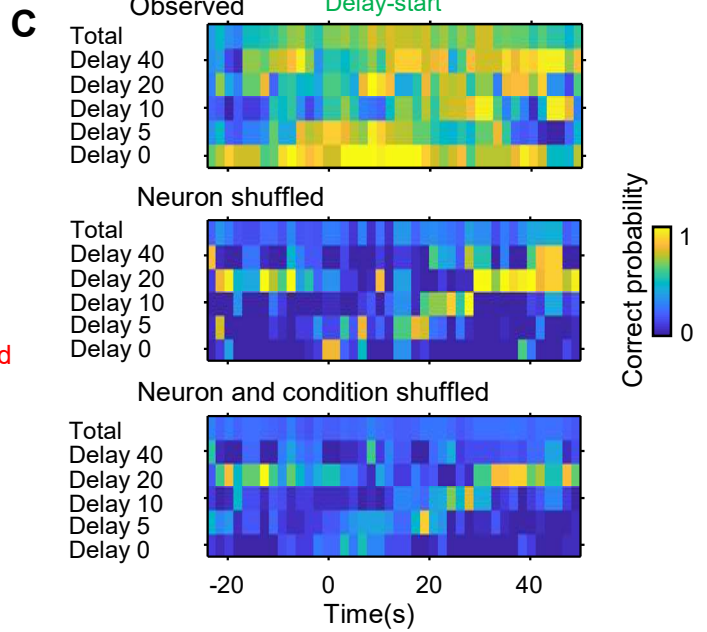 C
Observed Delay-start
Total
Delay 40
Delay 20
Delay 10
Delay 5
Delay 0
Neuron shuffled
Total
Delay 40
Delay 20
Delay 10
Delay 5
Delay 0
d
Neuron and condition shuffled
Total
Delay 40
Delay 20
Delay 10
Delay 5
Delay 0
-20 0 20 40
Time(s)
Correct probability
1
0